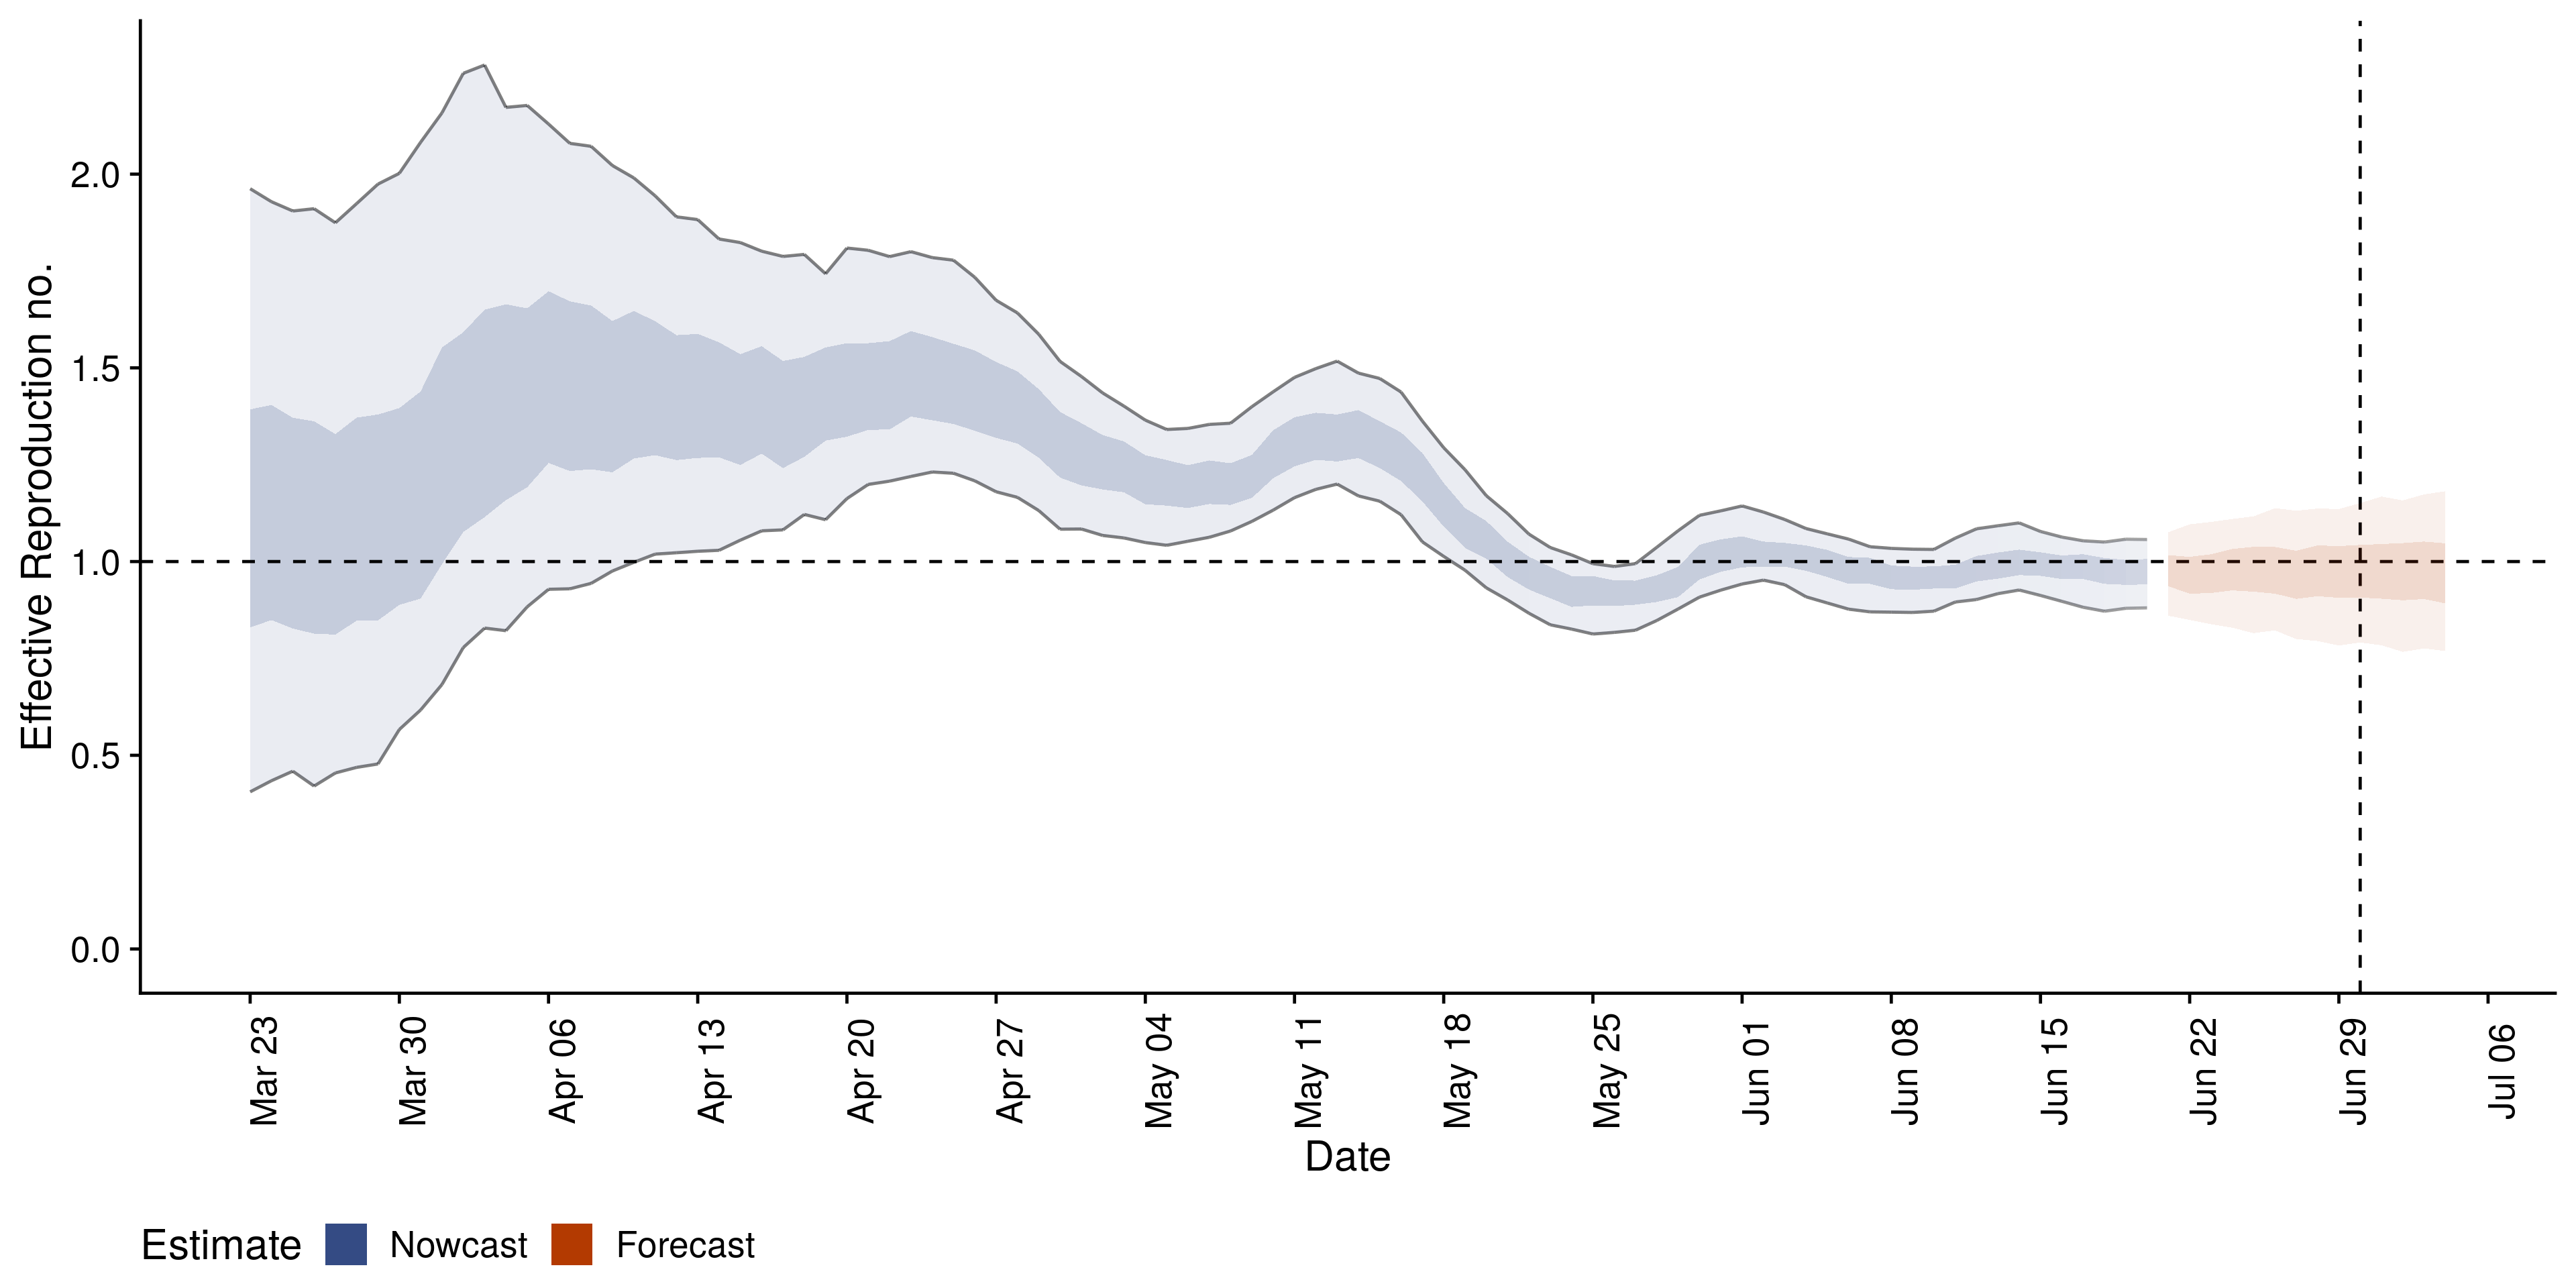 Effective Reproduction no.
2.0
1.5
1.0
0.5
0.0
Mar 23
Mar 30
Apr 06
Apr 13
Apr 20
Apr 27
May 04
May 11
May 18
May 25
Jun 01
Jun 08
Jun 15
Jun 22
Jun 29
Jul 06
Date
Estimate Nowcast Forecast